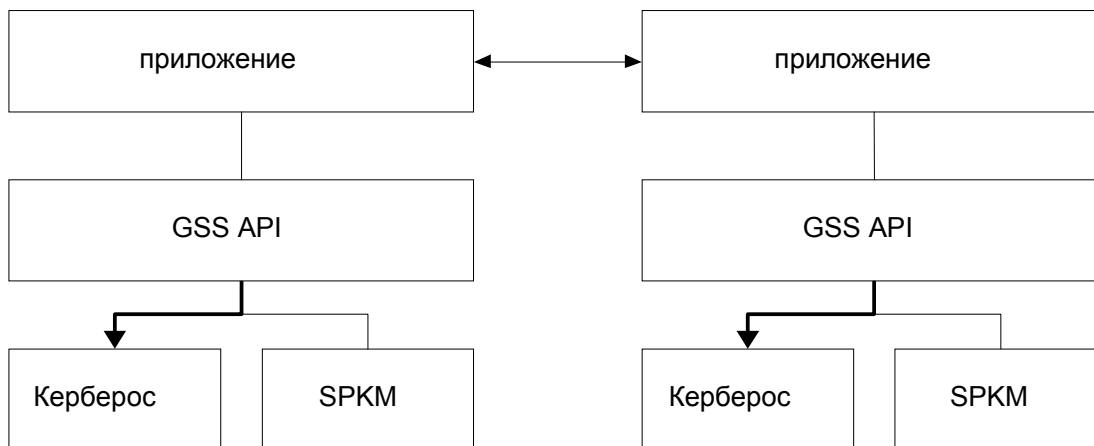 приложение
приложение
GSS API
GSS API
Керберос
SPKM
Керберос
SPKM